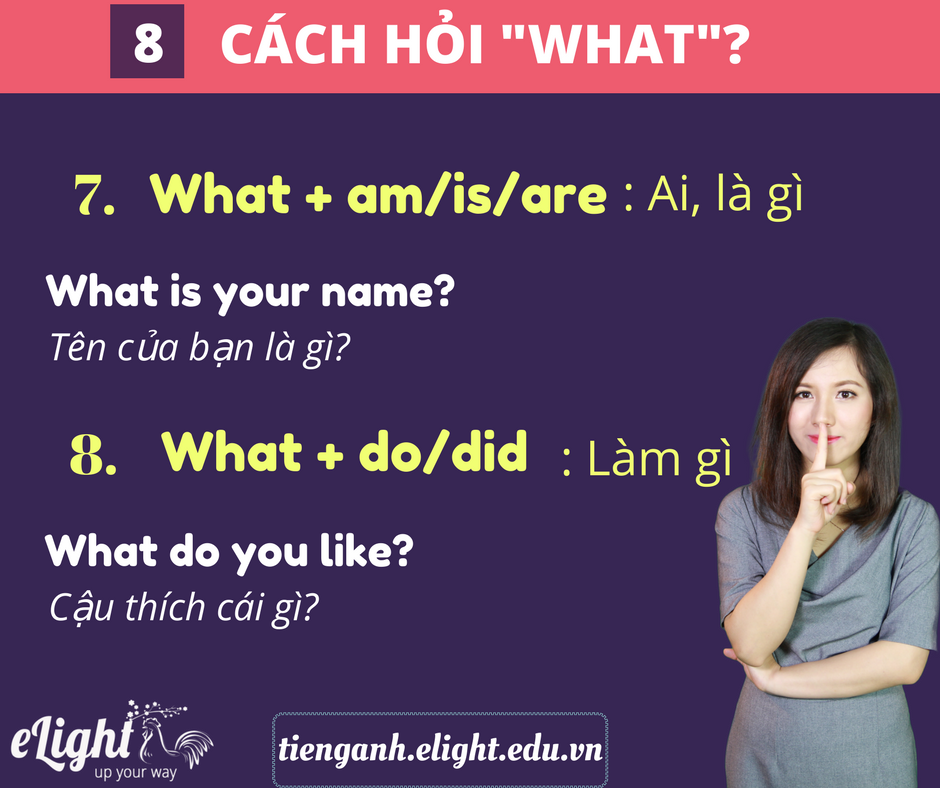 8 CÁCH HỎI "WHAT"?
7. What + am/is/are : Ai, là gì
What is your name?
Tên của bạn là gì?
8. What + do/did : Làm gì
What do you like?
Cậu thích cái gì?
eLight
up your way
tienganh.elight.edu.vn